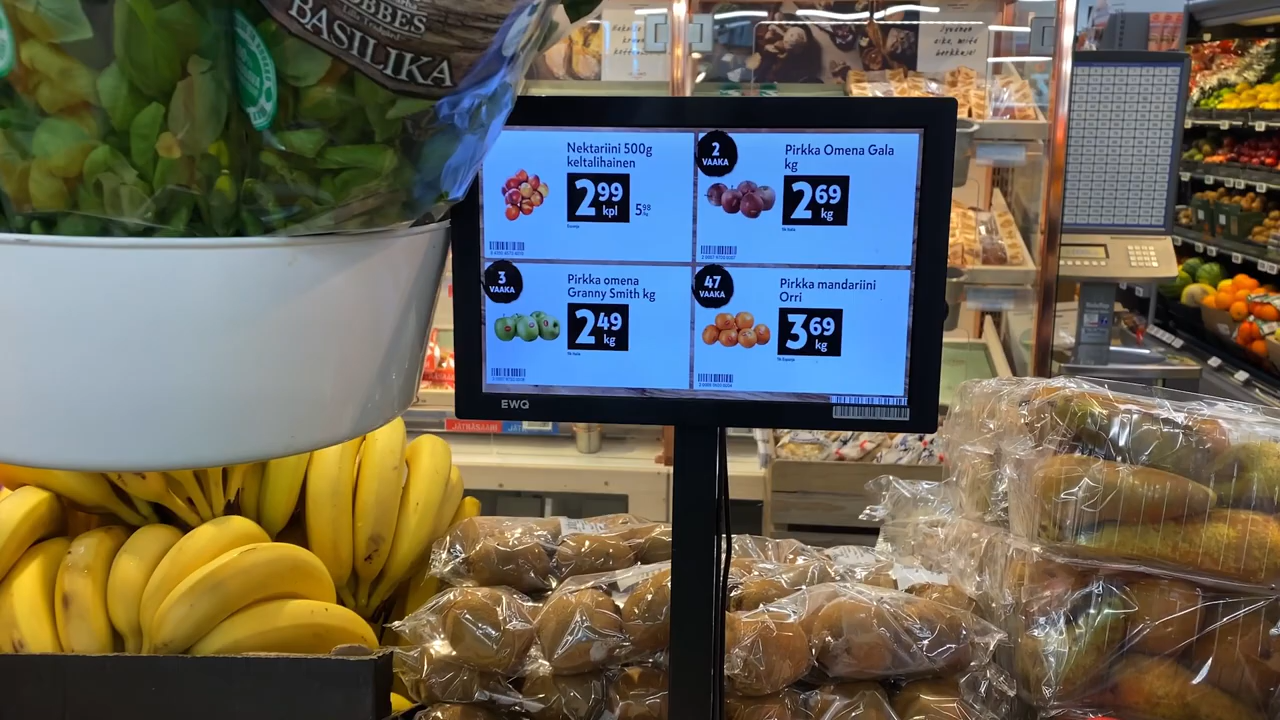 BASILIKA
Nektariini 500g
keltalihainen
2 99
kpl
5 98
kg
2
VAAKA
Pirkka Omena Gala
kg
2 69
kg
3
VAAKA
Pirkka omena
Granny Smith kg
2 49
kg
47
VAAKA
Pirkka mandariini
Orri
3 69
kg
EWQ